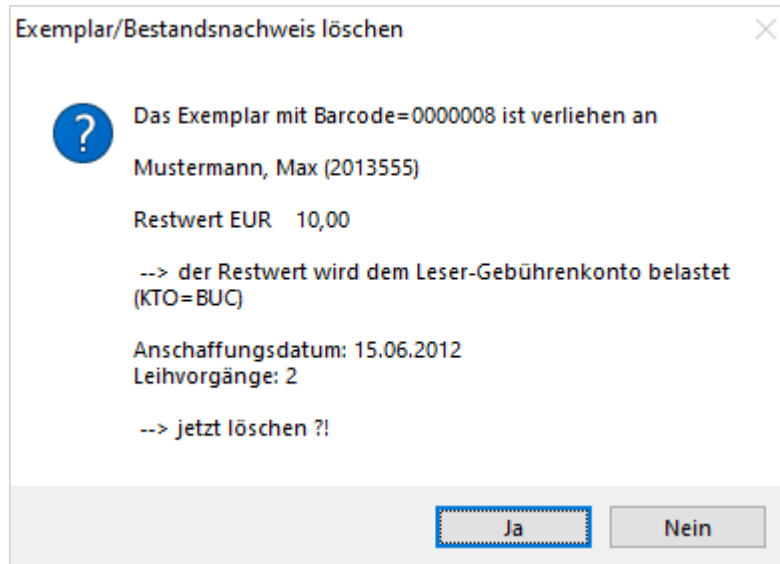 Exemplar/Bestandsnachweis löschen
Das Exemplar mit Barcode=0000008 ist verliehen an
Mustermann, Max (2013555)
Restwert EUR    10,00
--> der Restwert wird dem Leser-Gebührenkonto belastet
(KTO=BUC)
Anschaffungsdatum: 15.06.2012
Leihvorgänge: 2
--> jetzt löschen ?!
Ja
Nein